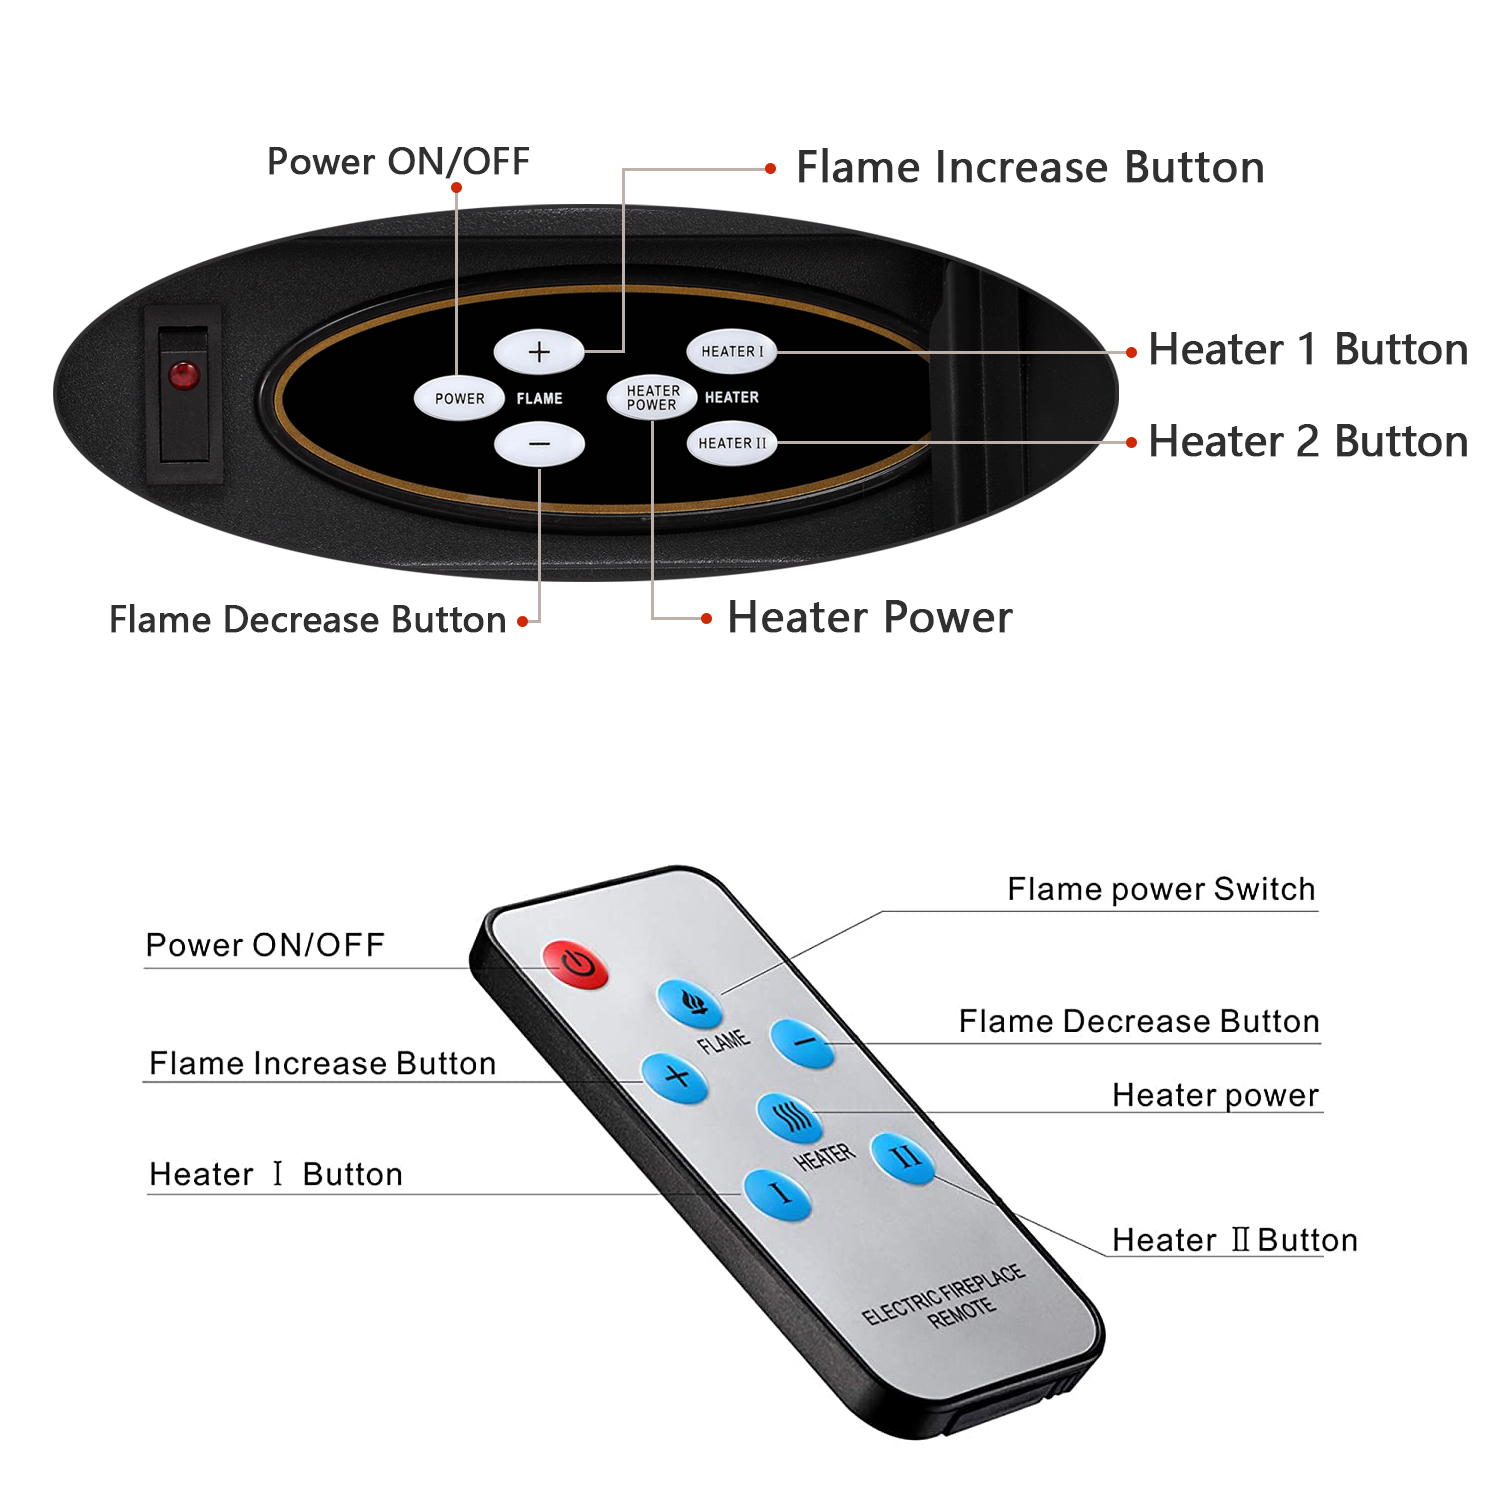 Power ON/OFF
Flame Increase Button
+
HEATER I
Heater 1 Button
POWER
FLAME
HEATER
POWER
HEATER
−
HEATER II
Heater 2 Button
Flame Decrease Button
Heater Power
Flame power Switch
Power ON/OFF
Flame Decrease Button
FLAME
−
Flame Increase Button
+
Heater power
HEATER
II
Heater I Button
I
Heater II Button
ELECTRIC FIREPLACE
REMOTE